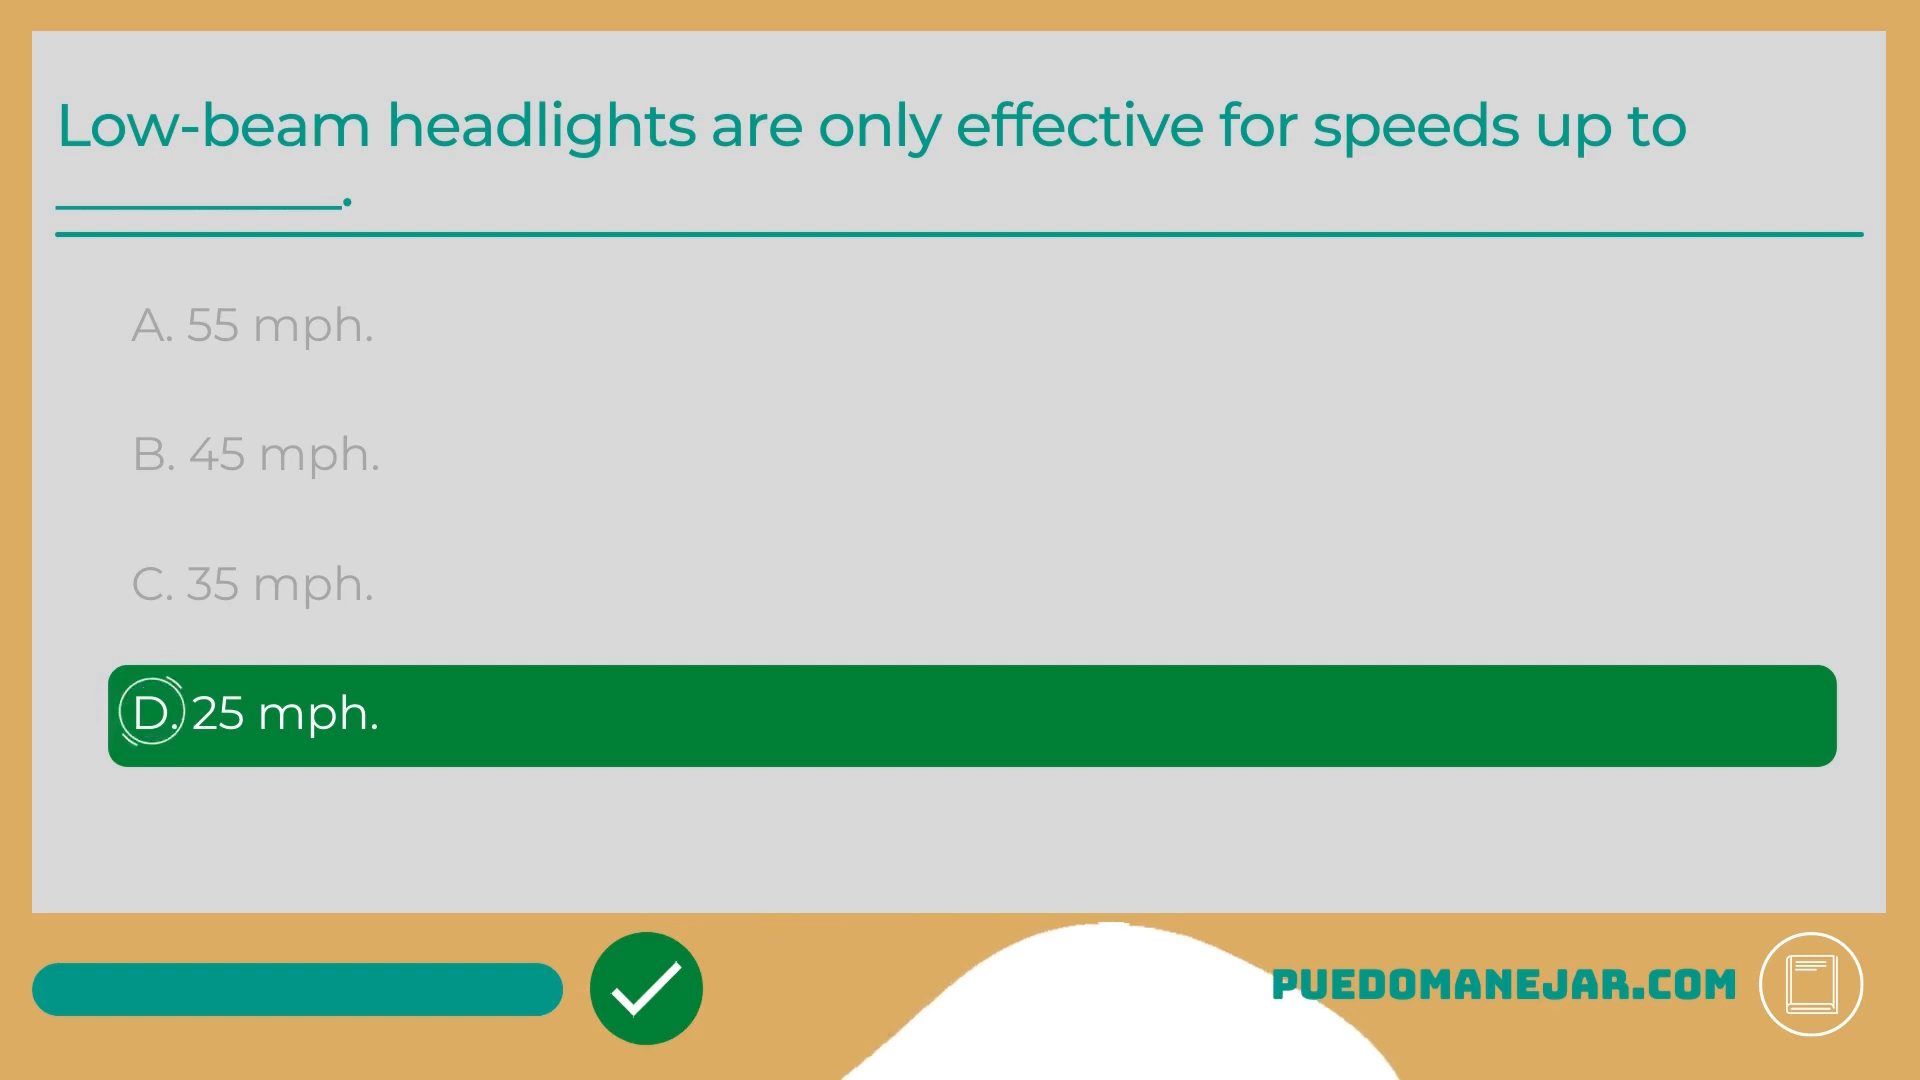 Low-beam headlights are only effective for speeds up to
___________.
A. 55 mph.
B. 45 mph.
C. 35 mph.
D. 25 mph.
PUEDOMANEJAR.COM